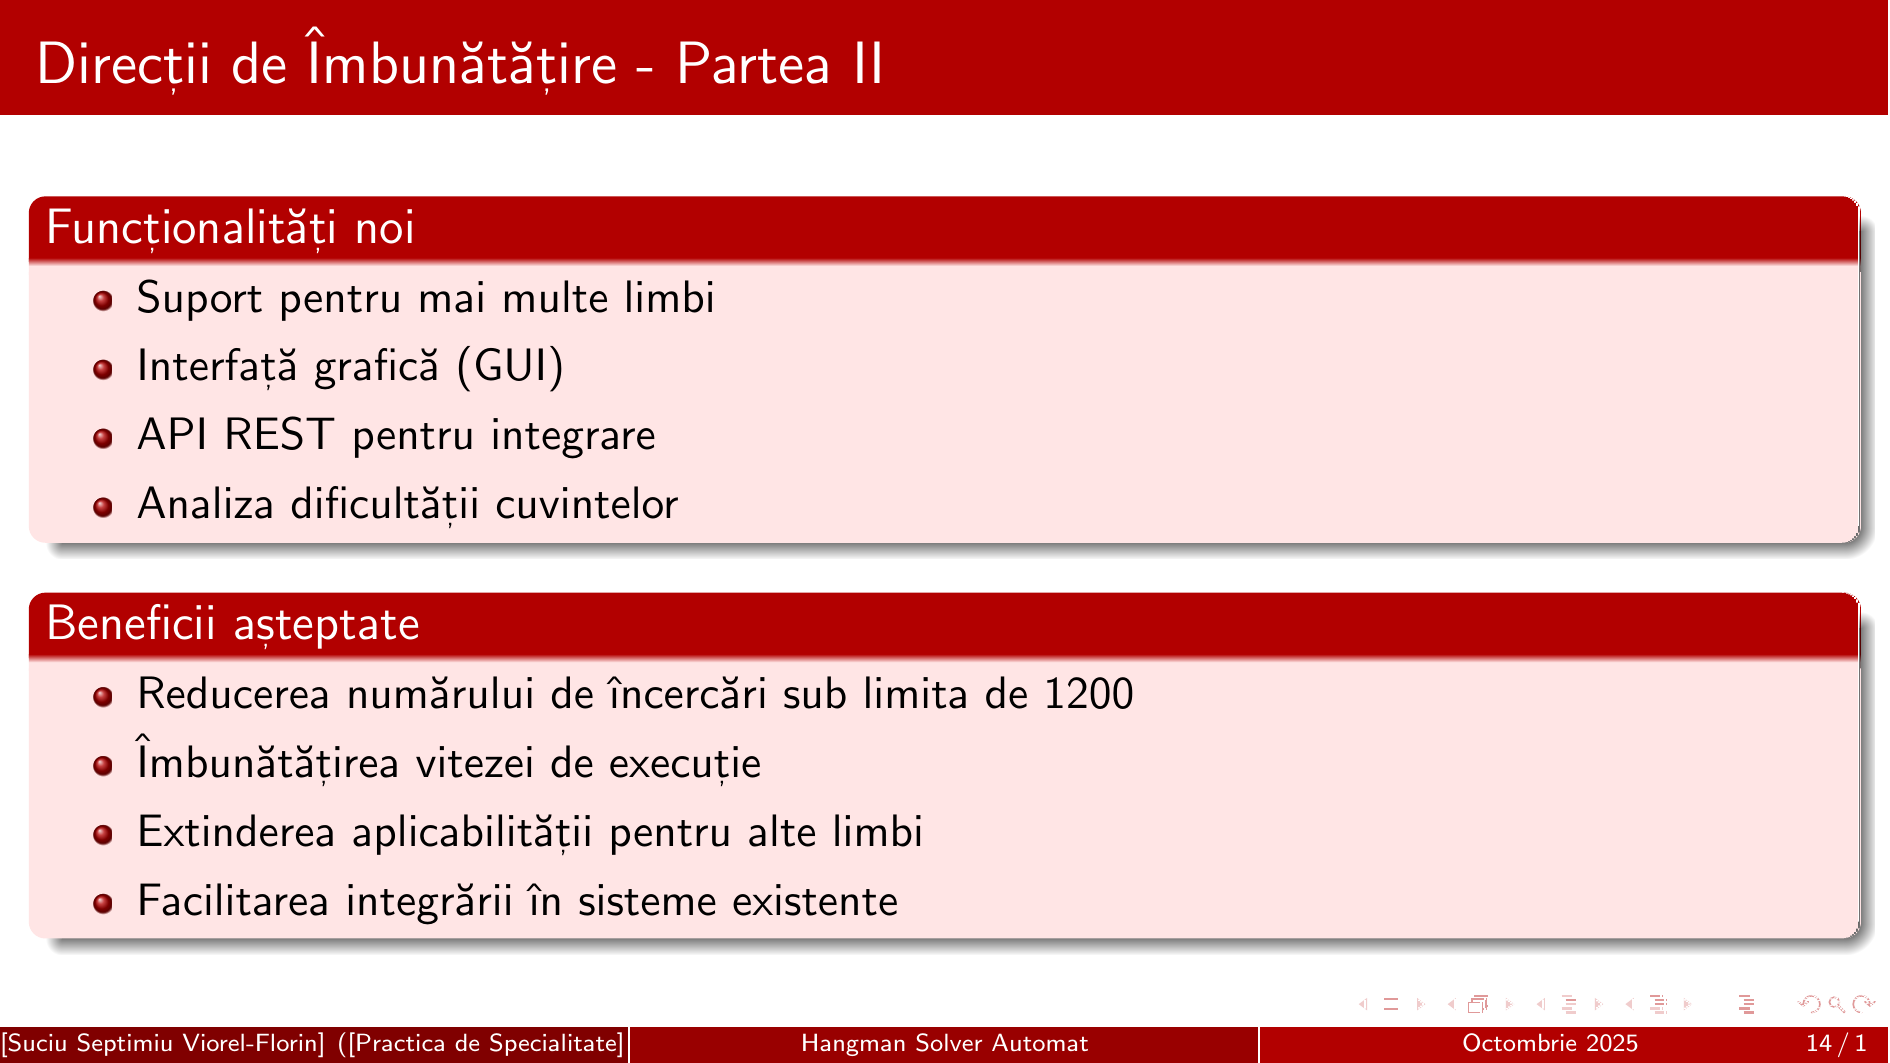 Direcții de Îmbunătățire - Partea II
Funcționalități noi
Suport pentru mai multe limbi
Interfață grafică (GUI)
API REST pentru integrare
Analiza dificultății cuvintelor
Beneficii așteptate
Reducerea numărului de încercări sub limita de 1200
Îmbunătățirea vitezei de execuție
Extinderea aplicabilității pentru alte limbi
Facilitarea integrării în sisteme existente
[Suciu Septimiu Viorel-Florin] ([Practica de Specialitate]
Hangman Solver Automat
Octombrie 2025
14 / 1